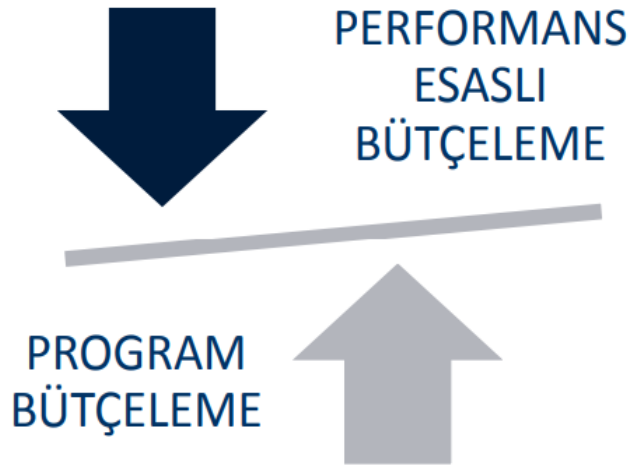 PERFORMANS
ESASLI
BÜTÇELEME
PROGRAM
BÜTÇELEME